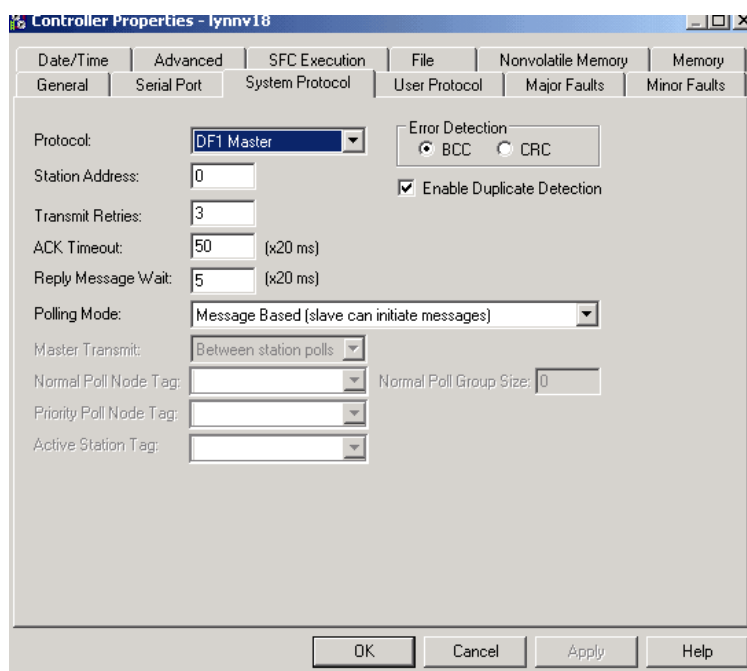 Controller Properties - lynnv18
Date/Time Advanced SFC Execution File Nonvolatile Memory Memory
General Serial Port System Protocol User Protocol Major Faults Minor Faults
Protocol: DF1 Master
Error Detection
BCC CRC
Station Address: 0
Enable Duplicate Detection
Transmit Retries: 3
ACK Timeout: 50 (x20 ms)
Reply Message Wait: 5 (x20 ms)
Polling Mode: Message Based (slave can initiate messages)
Master Transmit: Between station polls
Normal Poll Node Tag: Normal Poll Group Size: 0
Priority Poll Node Tag:
Active Station Tag:
OK Cancel Apply Help